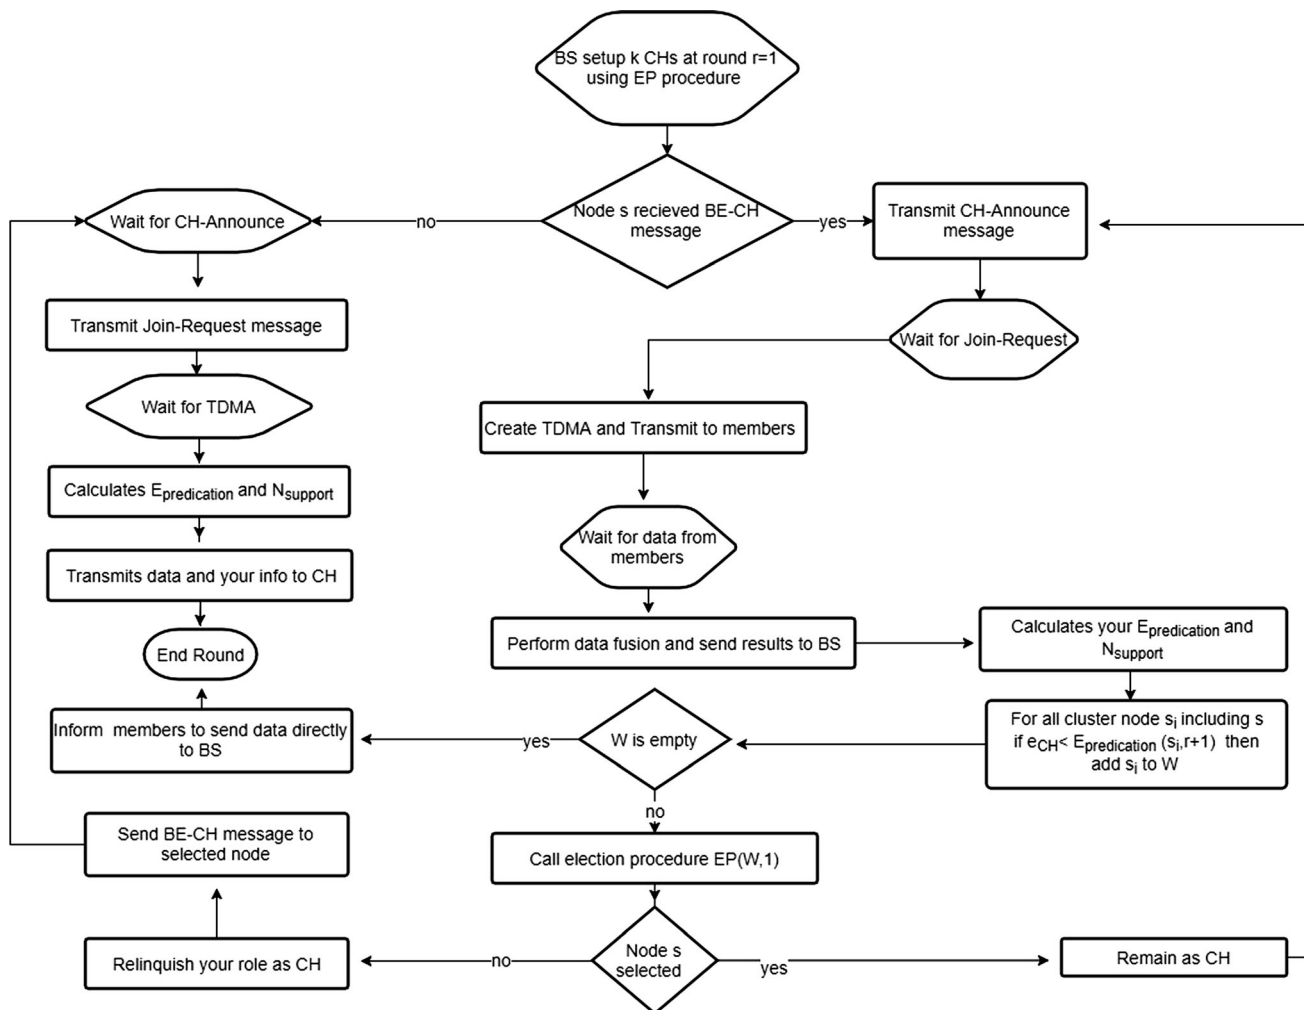 BS setup k CHs at round r=1
using EP procedure
Node s recieved BE-CH
message
no
yes
Wait for CH-Announce
Transmit CH-Announce
message
Transmit Join-Request message
Wait for Join-Request
Wait for TDMA
Create TDMA and Transmit to members
Calculates Epredication and Nsupport
Wait for data from
members
Transmits data and your info to CH
Perform data fusion and send results to BS
Calculates your Epredication and
Nsupport
End Round
For all cluster node si including s
if eCH< Epredication (si,r+1) then
add si to W
W is empty
yes
Inform members to send data directly
to BS
no
Send BE-CH message to
selected node
Call election procedure EP(W,1)
Node s
selected
no
yes
Relinquish your role as CH
Remain as CH